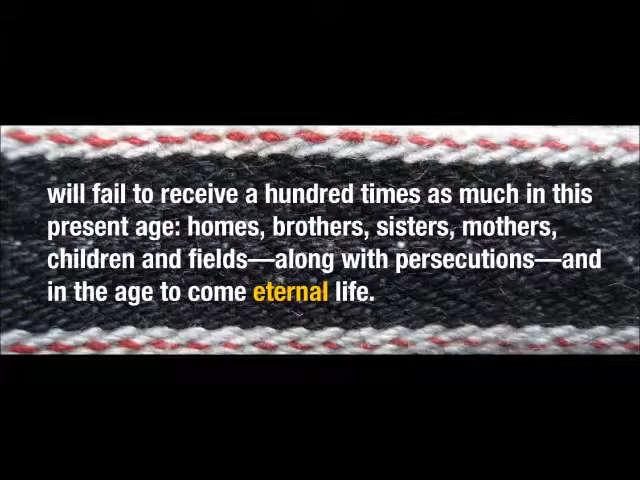 will fail to receive a hundred times as much in this
present age: homes, brothers, sisters, mothers,
children and fields—along with persecutions—and
in the age to come eternal life.